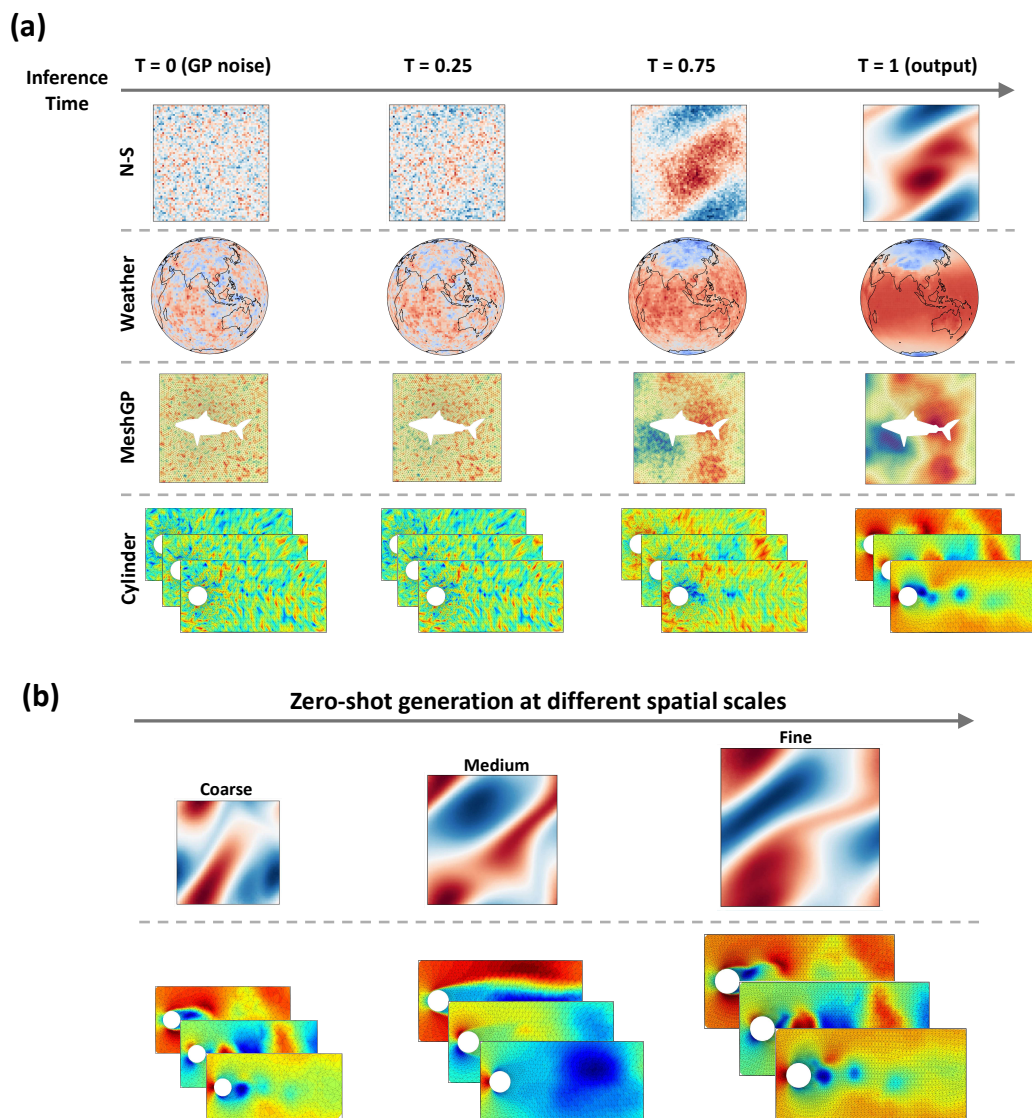 (a)
T = 0 (GP noise)
T = 0.25
T = 0.75
T = 1 (output)
Inference
Time
N-S
Weather
MeshGP
Cylinder
(b)
Zero-shot generation at different spatial scales
Coarse
Medium
Fine